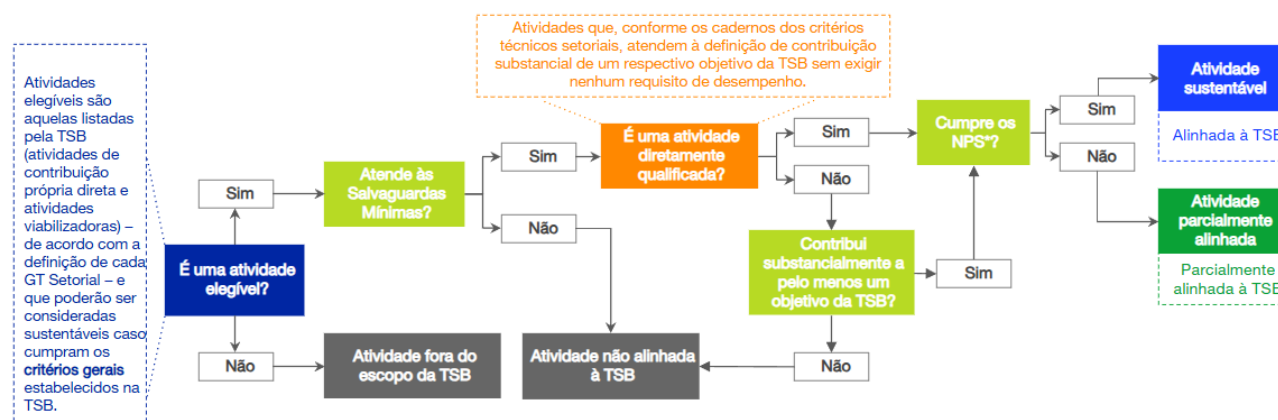 Atividades
elegíveis são
aquelas listadas
pela TSB
(atividades de
contribuição
própria direta e
atividades
viabilizadoras) –
de acordo com a
definição de cada
GT Setorial – e
que poderão ser
consideradas
sustentáveis caso
cumpram os
critérios gerais
estabelecidos na
TSB.
É uma atividade
elegível?
Sim
Não
Atividade fora do
escopo da TSB
Atende às
Salvaguardas
Mínimas?
Sim
Não
Atividade não alinhada
à TSB
Atividades que, conforme os cadernos dos critérios
técnicos setoriais, atendem à definição de contribuição
substancial de um respectivo objetivo da TSB sem exigir
nenhum requisito de desempenho.
É uma atividade
diretamente
qualificada?
Sim
Não
Contribui
substancialmente a
pelo menos um
objetivo da TSB?
Sim
Não
Cumpre os
NPS*?
Sim
Não
Atividade
sustentável
Alinhada à TSB
Atividade
parcialmente
alinhada
Parcialmente
alinhada à TSB